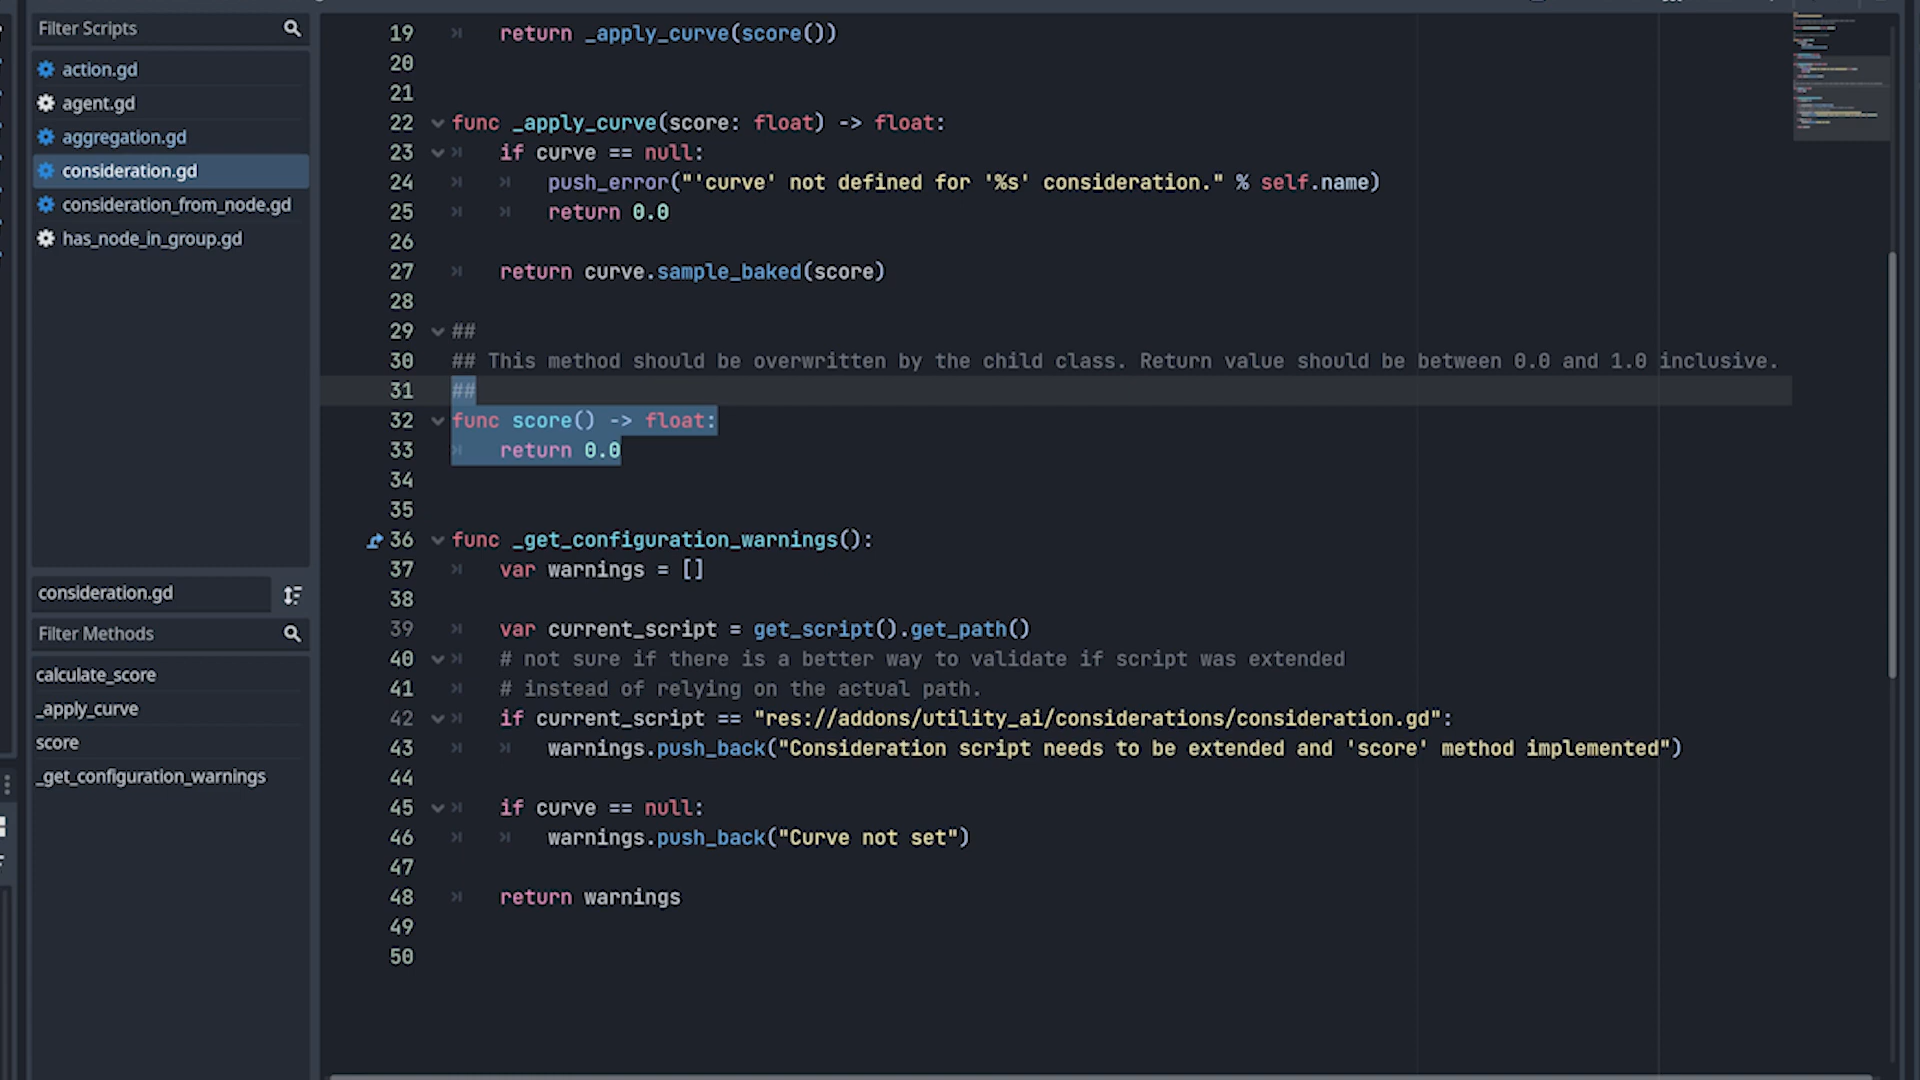 Filter Scripts
action.gd
agent.gd
aggregation.gd
consideration.gd
consideration_from_node.gd
has_node_in_group.gd
consideration.gd
Filter Methods
calculate_score
_apply_curve
score
_get_configuration_warnings
19 return _apply_curve(score())
20
21
22 func _apply_curve(score: float) -> float:
23 if curve == null:
24 push_error("'curve' not defined for '%s' consideration." % self.name)
25 return 0.0
26
27 return curve.sample_baked(score)
28
29 ##
30 ## This method should be overwritten by the child class. Return value should be between 0.0 and 1.0 inclusive.
31 ##
32 func score() -> float:
33 return 0.0
34
35
36 func _get_configuration_warnings():
37 var warnings = []
38
39 var current_script = get_script().get_path()
40 # not sure if there is a better way to validate if script was extended
41 # instead of relying on the actual path.
42 if current_script == "res://addons/utility_ai/considerations/consideration.gd":
43 warnings.push_back("Consideration script needs to be extended and 'score' method implemented")
44
45 if curve == null:
46 warnings.push_back("Curve not set")
47
48 return warnings
49
50